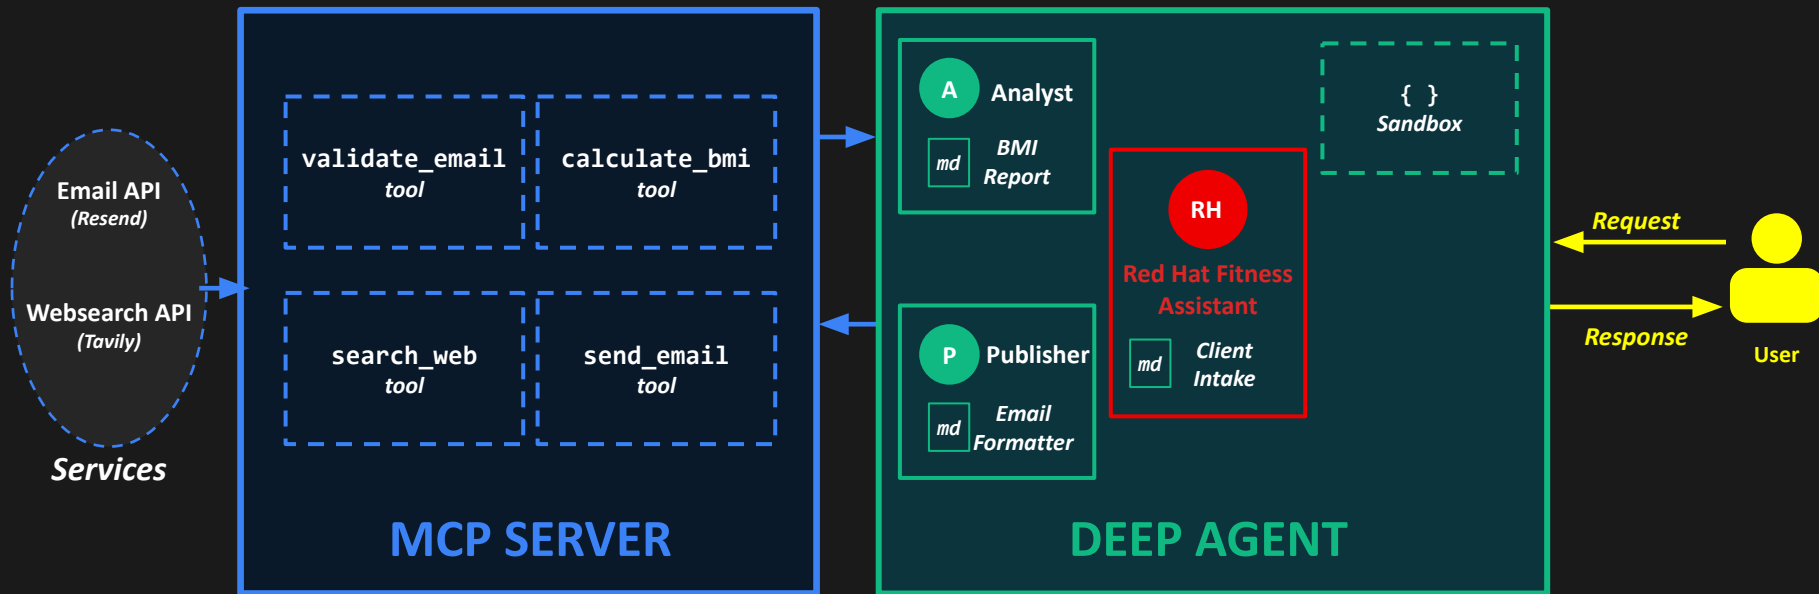 Email API
(Resend)
Websearch API
(Tavily)
Services
validate_email
tool
calculate_bmi
tool
search_web
tool
send_email
tool
MCP SERVER
A
Analyst
md
BMI
Report
P
Publisher
md
Email
Formatter
RH
Red Hat Fitness
Assistant
md
Client
Intake
{ }
Sandbox
DEEP AGENT
Request
Response
User